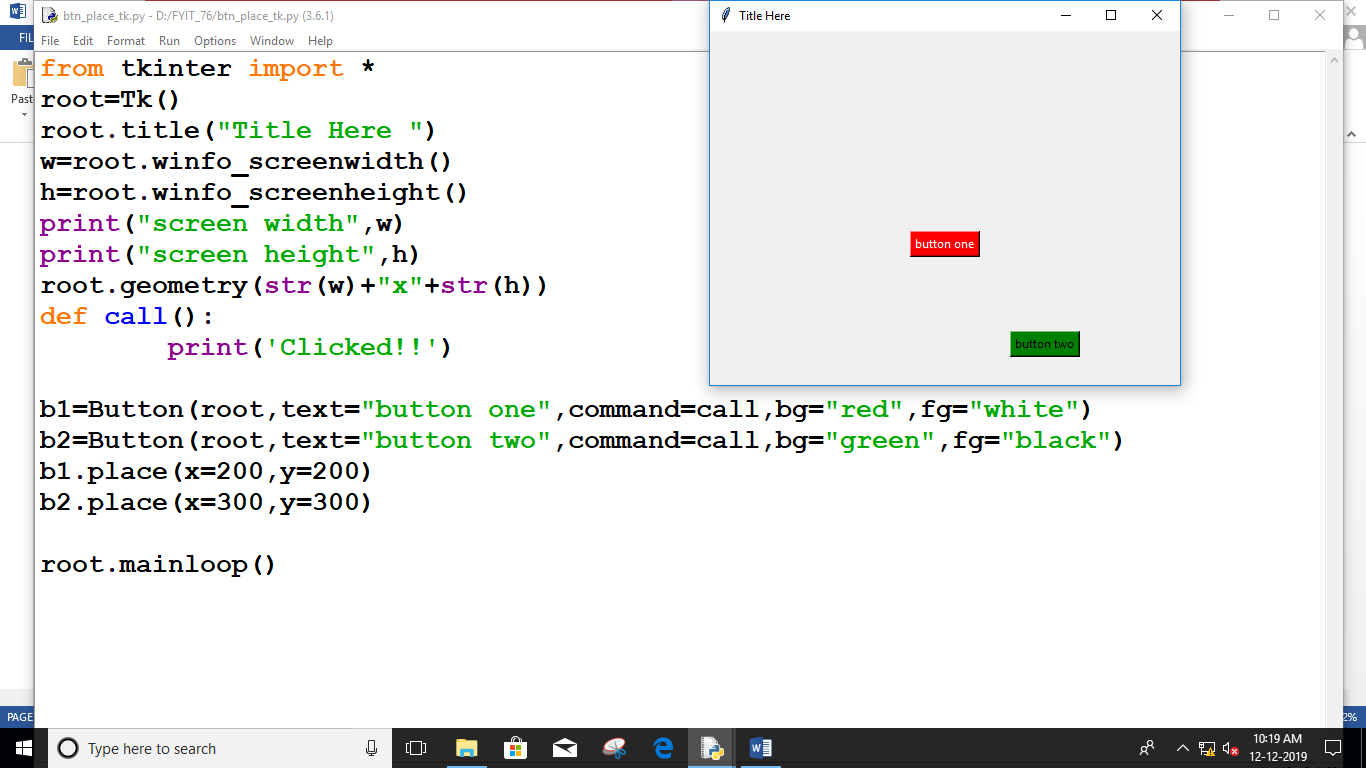 btn_place_tk.py - D:/FYIT_76/btn_place_tk.py (3.6.1)
File Edit Format Run Options Window Help
FIL
Past
from tkinter import *
root=Tk()
root.title("Title Here ")
w=root.winfo_screenwidth()
h=root.winfo_screenheight()
print("screen width",w)
print("screen height",h)
root.geometry(str(w)+"x"+str(h))
def call():
        print('Clicked!!')

b1=Button(root,text="button one",command=call,bg="red",fg="white")
b2=Button(root,text="button two",command=call,bg="green",fg="black")
b1.place(x=200,y=200)
b2.place(x=300,y=300)

root.mainloop()
Title Here
button one
button two
PAGE
2%
Type here to search
10:19 AM
12-12-2019